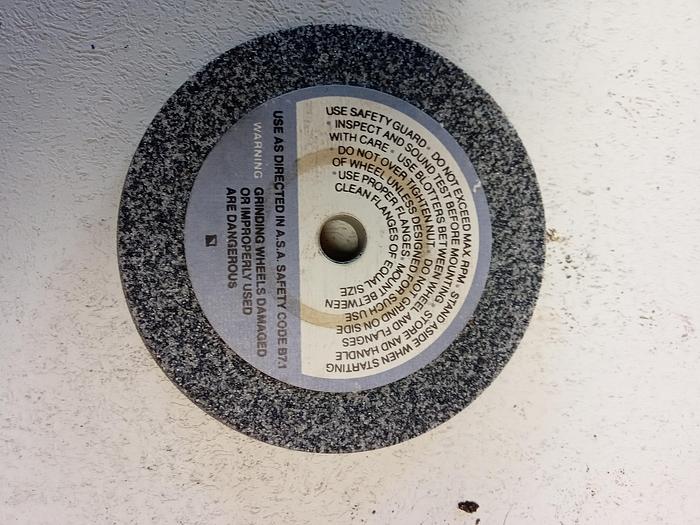 USE SAFETY GUARD • DO NOT EXCEED MAX. RPM • STAND ASIDE WHEN STARTING
• INSPECT AND SOUND TEST BEFORE MOUNTING • STORE AND HANDLE
WITH CARE • USE BLOTTERS BETWEEN WHEEL AND FLANGES
• DO NOT OVER TIGHTEN NUT • DO NOT GRIND ON SIDE
OF WHEEL UNLESS DESIGNED FOR SUCH USE
• USE PROPER FLANGES, MOUNT BETWEEN
CLEAN FLANGES OF EQUAL SIZE
USE AS DIRECTED IN A.S.A. SAFETY CODE B7.1
WARNING GRINDING WHEELS DAMAGED
OR IMPROPERLY USED
ARE DANGEROUS